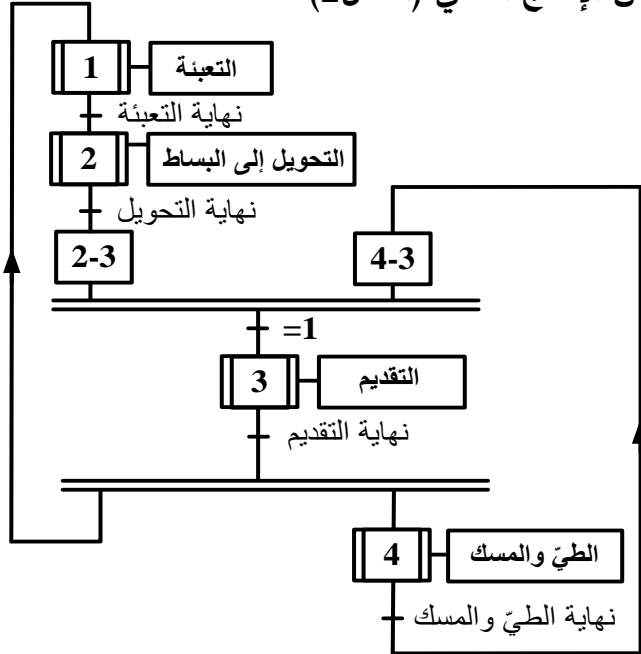 1 التعبئة
نهاية التعبئة
2 التحويل إلى البساط
نهاية التحويل
2-3 4-3
=1
3 التقديم
نهاية التقديم
4 الطيّ والمسك
نهاية الطيّ والمسك